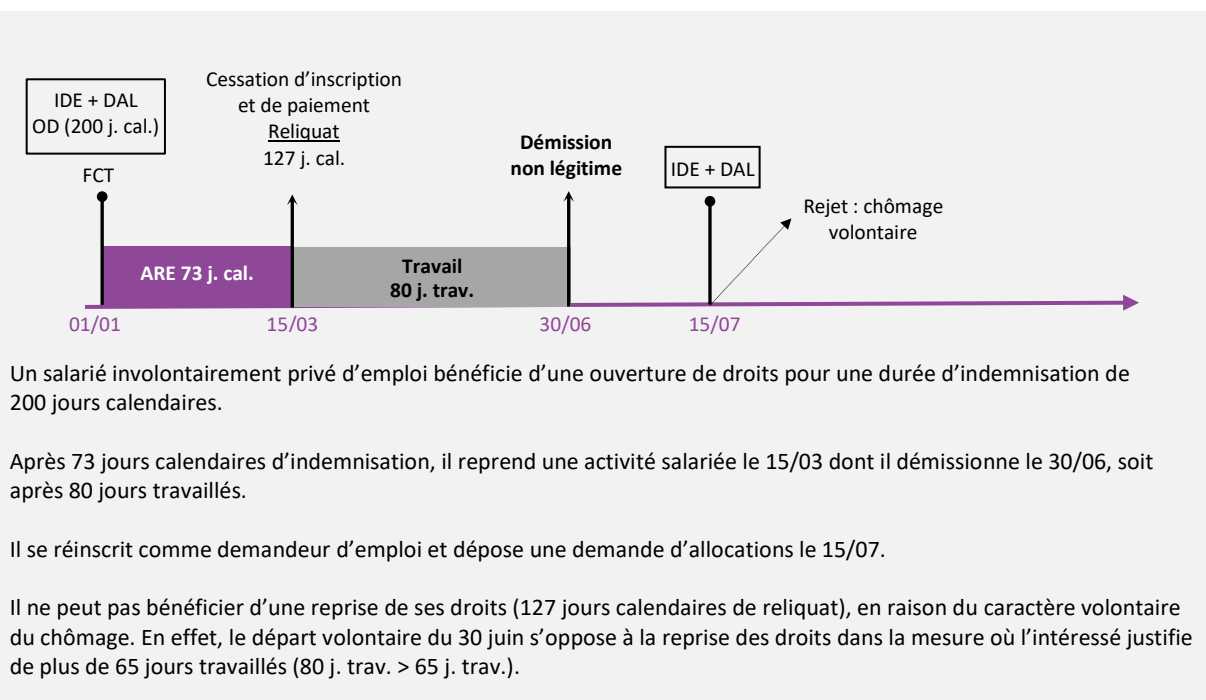 IDE + DAL
OD (200 j. cal.)
FCT
Cessation d’inscription
et de paiement
Reliquat
127 j. cal.
Démission
non légitime
IDE + DAL
Rejet : chômage
volontaire
ARE 73 j. cal.
Travail
80 j. trav.
01/01
15/03
30/06
15/07
Un salarié involontairement privé d’emploi bénéficie d’une ouverture de droits pour une durée d’indemnisation de
200 jours calendaires.
Après 73 jours calendaires d’indemnisation, il reprend une activité salariée le 15/03 dont il démissionne le 30/06, soit
après 80 jours travaillés.
Il se réinscrit comme demandeur d’emploi et dépose une demande d’allocations le 15/07.
Il ne peut pas bénéficier d’une reprise de ses droits (127 jours calendaires de reliquat), en raison du caractère volontaire
du chômage. En effet, le départ volontaire du 30 juin s’oppose à la reprise des droits dans la mesure où l’intéressé justifie
de plus de 65 jours travaillés (80 j. trav. > 65 j. trav.).